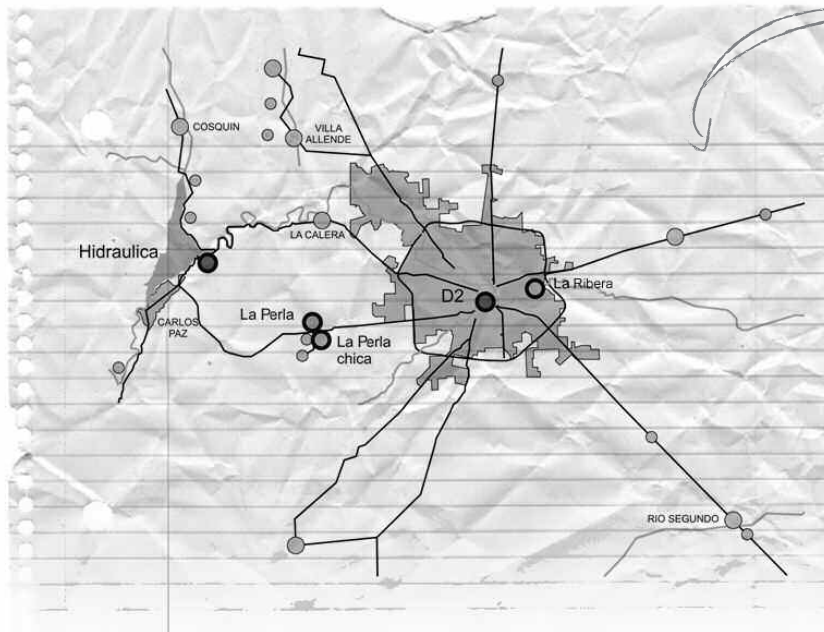 COSQUIN
VILLA
ALLENDE
LA CALERA
Hidraulica
D2
La Ribera
La Perla
CARLOS
PAZ
La Perla
chica
RIO SEGUNDO